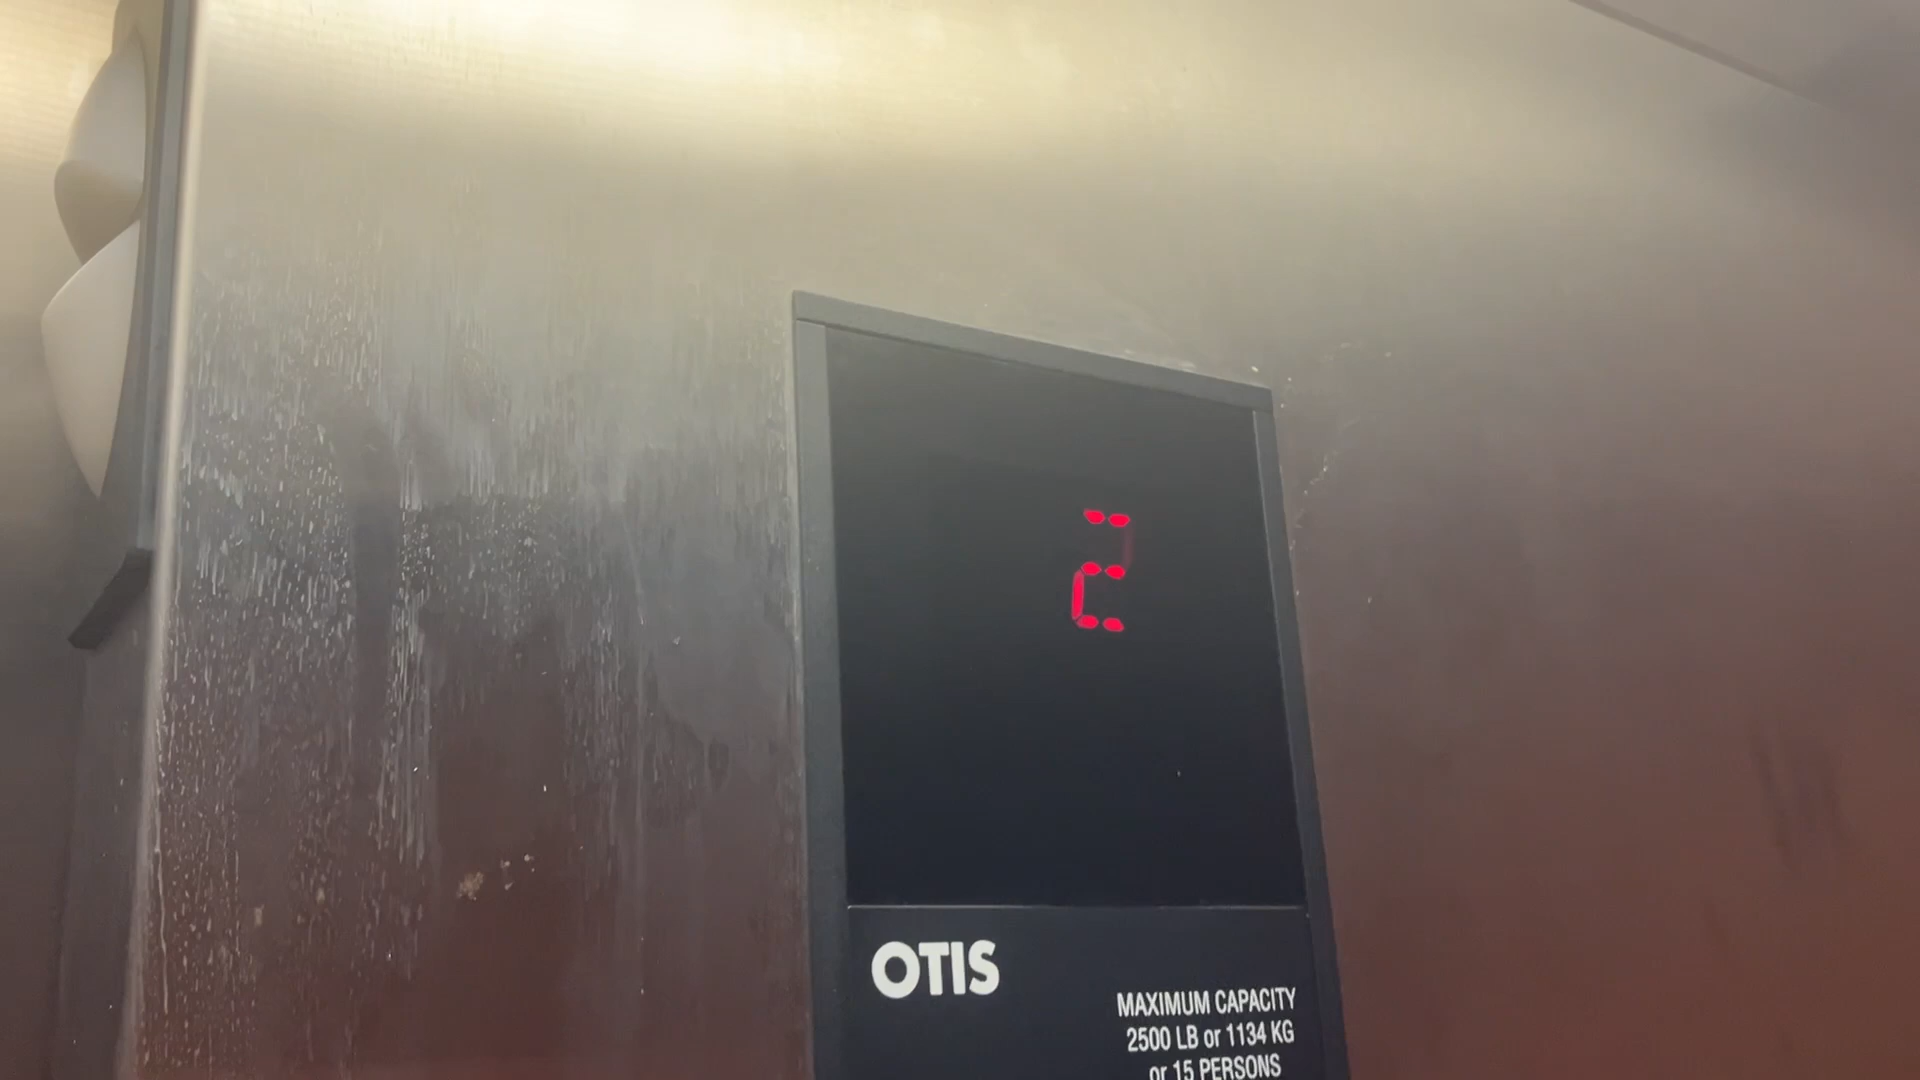 2
OTIS
MAXIMUM CAPACITY
2500 LB or 1134 KG
or 15 PERSONS